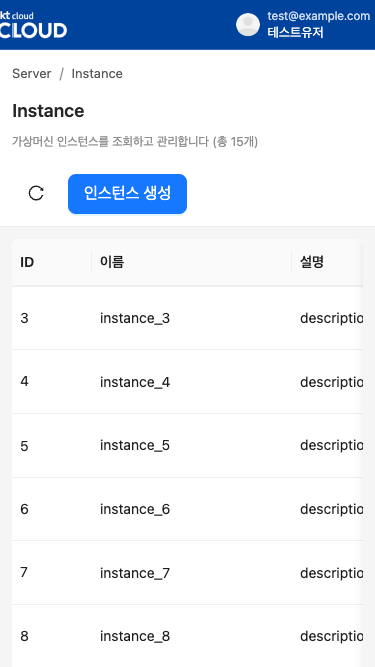 kt cloud
CLOUD
test@example.com
테스트유저
Server / Instance
Instance
가상머신 인스턴스를 조회하고 관리합니다 (총 15개)
인스턴스 생성
ID 이름 설명
3 instance_3 descriptio
4 instance_4 descriptio
5 instance_5 descriptio
6 instance_6 descriptio
7 instance_7 descriptio
8 instance_8 descriptio